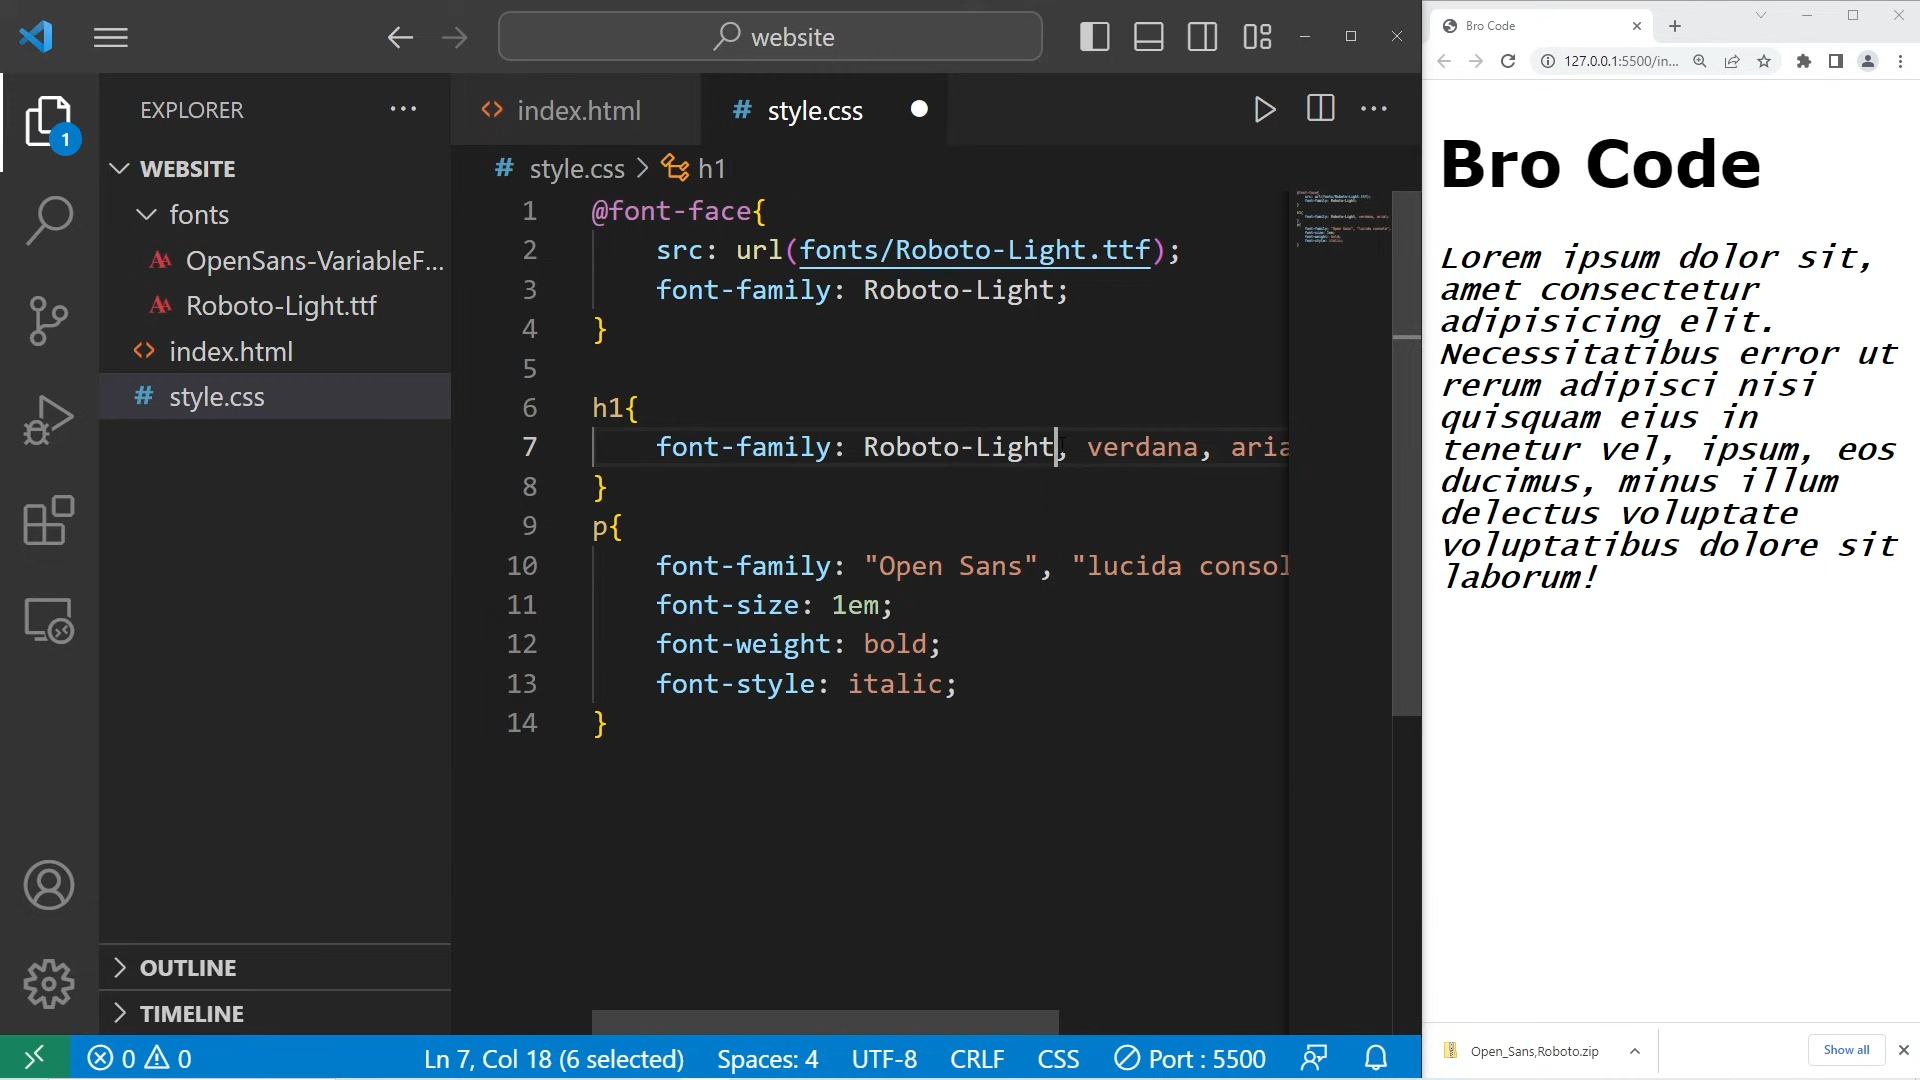 website
EXPLORER
WEBSITE
fonts
OpenSans-VariableF...
Roboto-Light.ttf
index.html
style.css
OUTLINE
TIMELINE
1
index.html
# style.css
# style.css > h1
1 @font-face{
2 src: url(fonts/Roboto-Light.ttf);
3 font-family: Roboto-Light;
4 }
5
6 h1{
7 font-family: Roboto-Light, verdana, aria
8 }
9 p{
10 font-family: "Open Sans", "lucida consol
11 font-size: 1em;
12 font-weight: bold;
13 font-style: italic;
14 }
0 0 Ln 7, Col 18 (6 selected) Spaces: 4 UTF-8 CRLF CSS Port : 5500
Bro Code
127.0.0.1:5500/in...
Bro Code
Lorem ipsum dolor sit,
amet consectetur
adipisicing elit.
Necessitatibus error ut
rerum adipisci nisi
quisquam eius in
tenetur vel, ipsum, eos
ducimus, minus illum
delectus voluptate
voluptatibus dolore sit
laborum!
Open_Sans,Roboto.zip
Show all